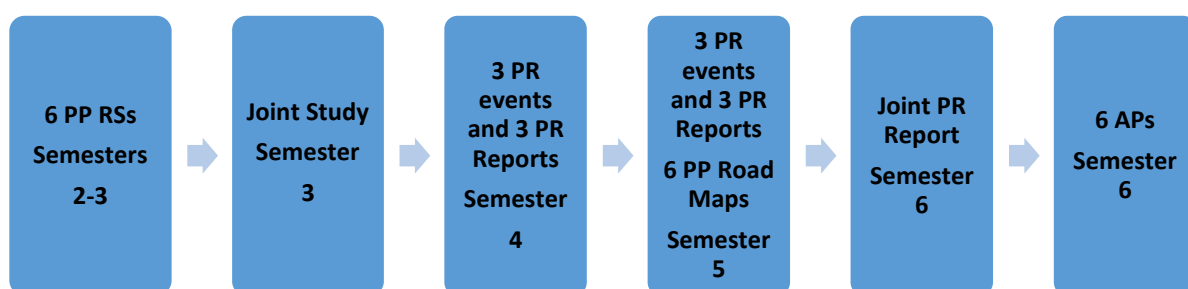 6 PP RSs
Semesters
2-3
Joint Study
Semester
3
3 PR
events
and 3 PR
Reports
Semester
4
3 PR
events
and 3 PR
Reports
6 PP Road
Maps
Semester
5
Joint PR
Report
Semester
6
6 APs
Semester
6